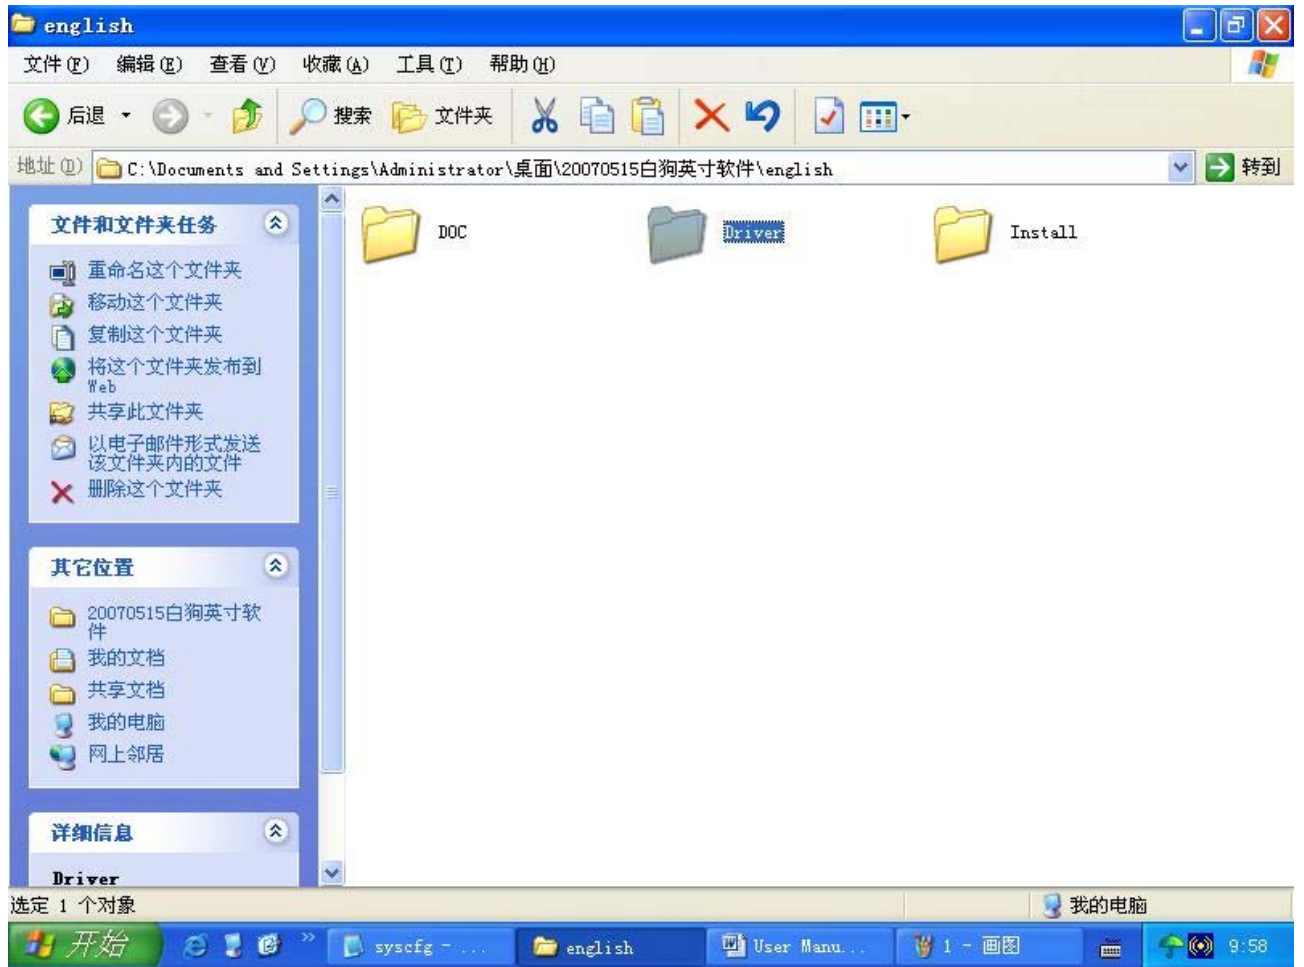 english
文件(F) 编辑(E) 查看(V) 收藏(A) 工具(T) 帮助(H)
后退 搜索 文件夹
地址(D) C:\Documents and Settings\Administrator\桌面\20070515白狗英寸软件\english 转到
文件和文件夹任务
重命名这个文件夹
移动这个文件夹
复制这个文件夹
将这个文件夹发布到
Web
共享此文件夹
以电子邮件形式发送
该文件夹内的文件
删除这个文件夹
其它位置
20070515白狗英寸软
件
我的文档
共享文档
我的电脑
网上邻居
详细信息
Driver
DOC Driver Install
选定 1 个对象 我的电脑
开始 » syscfg - ... english User Manu... 1 - 画图 9:58